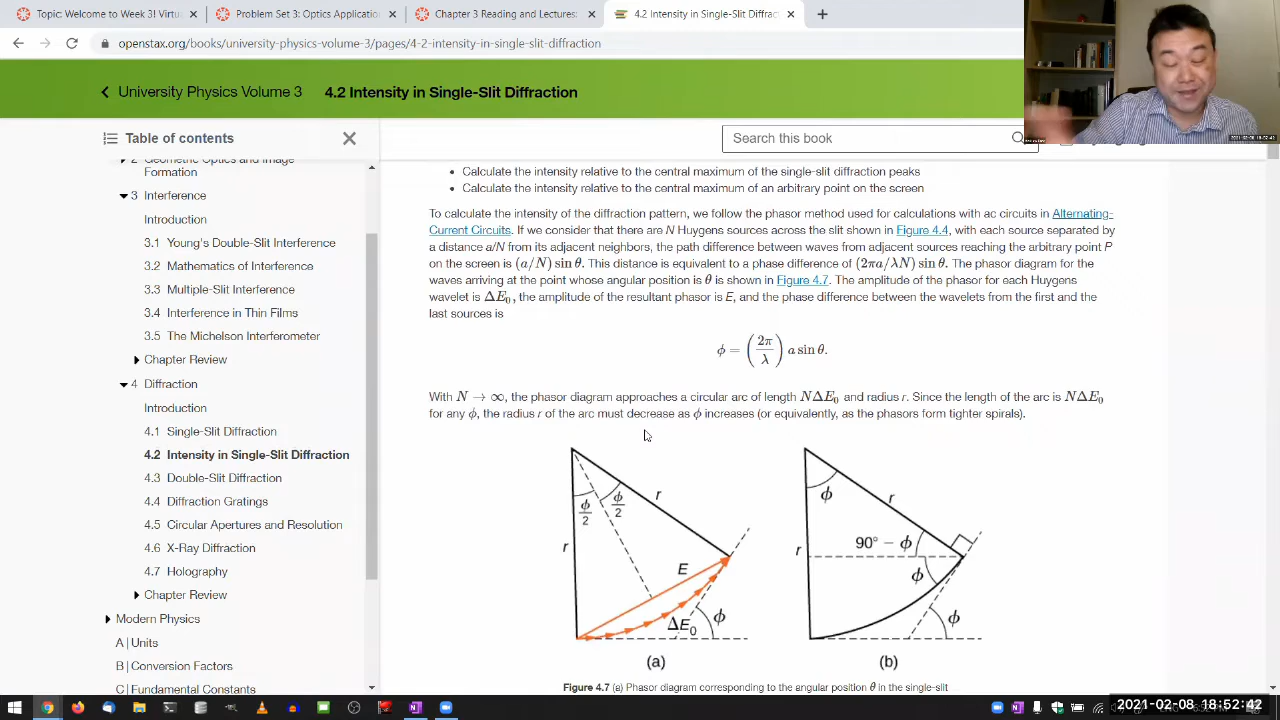 Topic: Welcome to Week 3! Virtu
Problem Set 3: Optics Application
Chapter 3 Reading and Lectures:
4.2 Intensity in Single-Slit Diffrac
openstax.org/books/university-physics-volume-3/pages/4-2-intensity-in-single-slit-diffraction
University Physics Volume 3
4.2 Intensity in Single-Slit Diffraction
Table of contents
Search this book
2 Geometric Optics and Image
Formation
3 Interference
Introduction
3.1 Young's Double-Slit Interference
3.2 Mathematics of Interference
3.3 Multiple-Slit Interference
3.4 Interference in Thin Films
3.5 The Michelson Interferometer
Chapter Review
4 Diffraction
Introduction
4.1 Single-Slit Diffraction
4.2 Intensity in Single-Slit Diffraction
4.3 Double-Slit Diffraction
4.4 Diffraction Gratings
4.5 Circular Apertures and Resolution
4.6 X-Ray Diffraction
4.7 Holography
Chapter Review
Modern Physics
A | Units
B | Conversion Factors
C | Fundamental Constants
• Calculate the intensity relative to the central maximum of the single-slit diffraction peaks
• Calculate the intensity relative to the central maximum of an arbitrary point on the screen
To calculate the intensity of the diffraction pattern, we follow the phasor method used for calculations with ac circuits in Alternating-
Current Circuits. If we consider that there are N Huygens sources across the slit shown in Figure 4.4, with each source separated by
a distance a/N from its adjacent neighbors, the path difference between waves from adjacent sources reaching the arbitrary point P
on the screen is (a/N) sin θ. This distance is equivalent to a phase difference of (2πa/λN) sin θ. The phasor diagram for the
waves arriving at the point whose angular position is θ is shown in Figure 4.7. The amplitude of the phasor for each Huygens
wavelet is ΔE₀, the amplitude of the resultant phasor is E, and the phase difference between the wavelets from the first and the
last sources is
ϕ = (2π/λ) a sin θ.
With N → ∞, the phasor diagram approaches a circular arc of length NΔE₀ and radius r. Since the length of the arc is NΔE₀
for any ϕ, the radius r of the arc must decrease as ϕ increases (or equivalently, as the phasors form tighter spirals).
ϕ/2
ϕ/2
r
r
E
ΔE₀
ϕ
(a)
ϕ
r
r
90° − ϕ
ϕ
ϕ
(b)
Figure 4.7 (a) Phasor diagram corresponding to the angular position θ in the single-slit
2021-02-08 18:52:42
2021-02-08 18:52:42